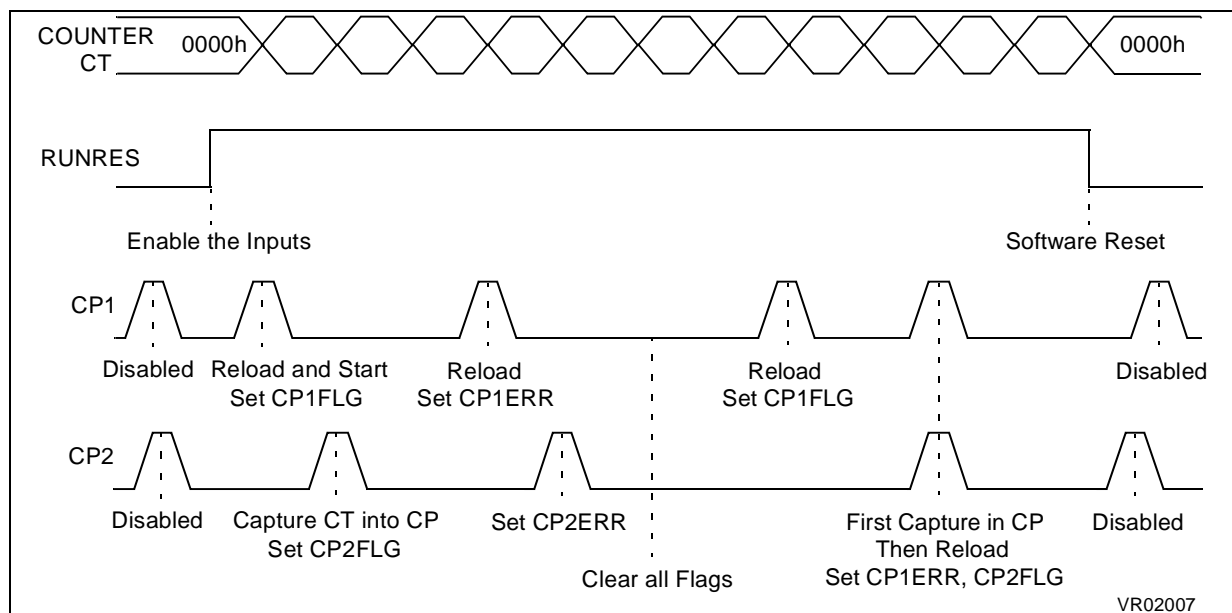 COUNTER
CT
0000h
0000h
RUNRES
Enable the Inputs
Software Reset
CP1
Disabled
Reload and Start
Set CP1FLG
Reload
Set CP1ERR
Reload
Set CP1FLG
Disabled
CP2
Disabled
Capture CT into CP
Set CP2FLG
Set CP2ERR
Clear all Flags
First Capture in CP
Then Reload
Set CP1ERR, CP2FLG
Disabled
VR02007